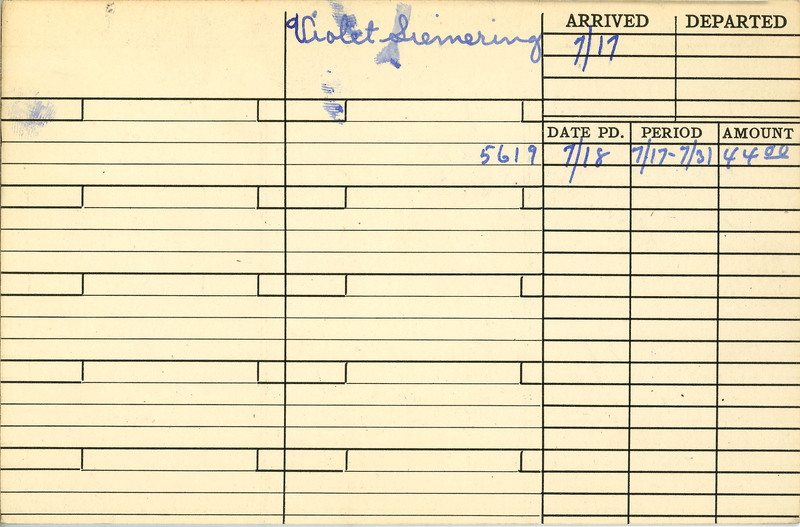 Violet Siemering
ARRIVED DEPARTED
7/17
DATE PD. PERIOD AMOUNT
5619 7/18 7/17-7/31 44 00